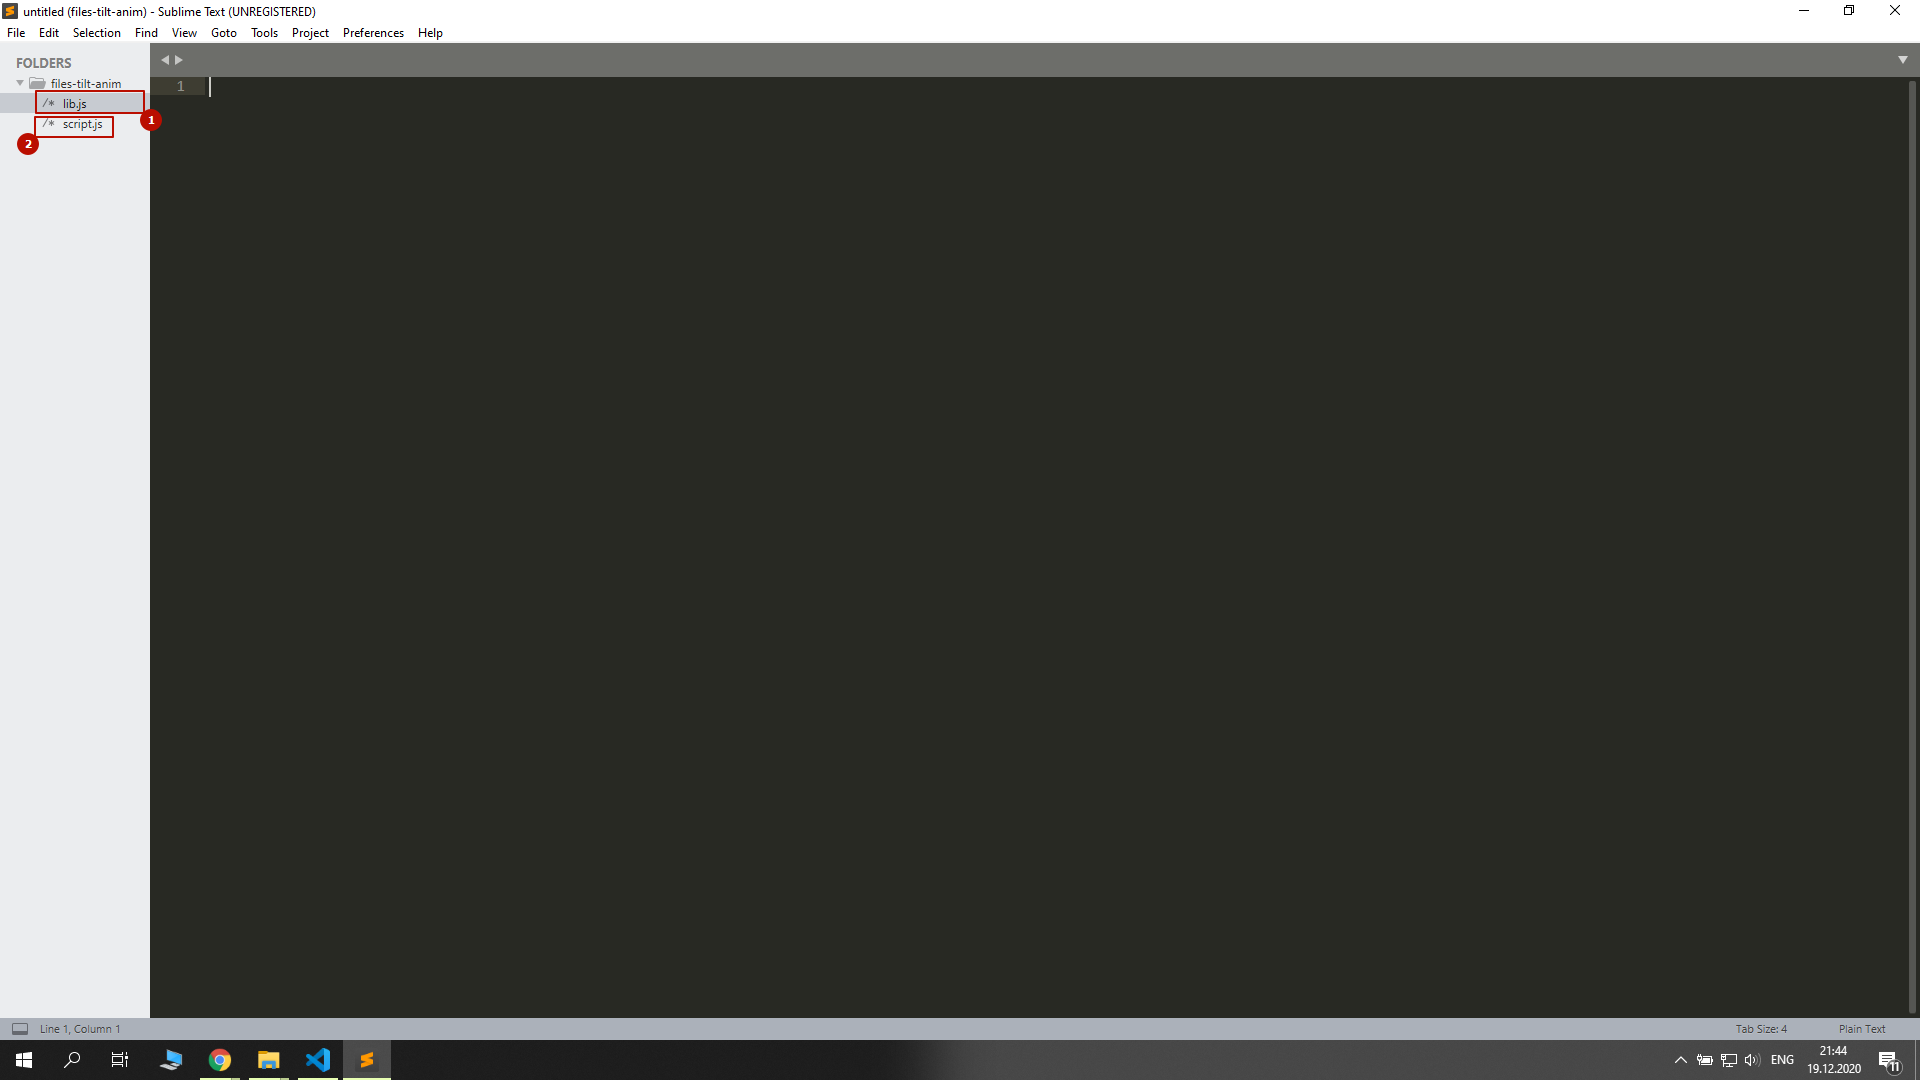 untitled (files-tilt-anim) - Sublime Text (UNREGISTERED)
File Edit Selection Find View Goto Tools Project Preferences Help
FOLDERS
files-tilt-anim
/* lib.js
1
/* script.js
2
1
Line 1, Column 1
Tab Size: 4
Plain Text
ENG
21:44
19.12.2020
11